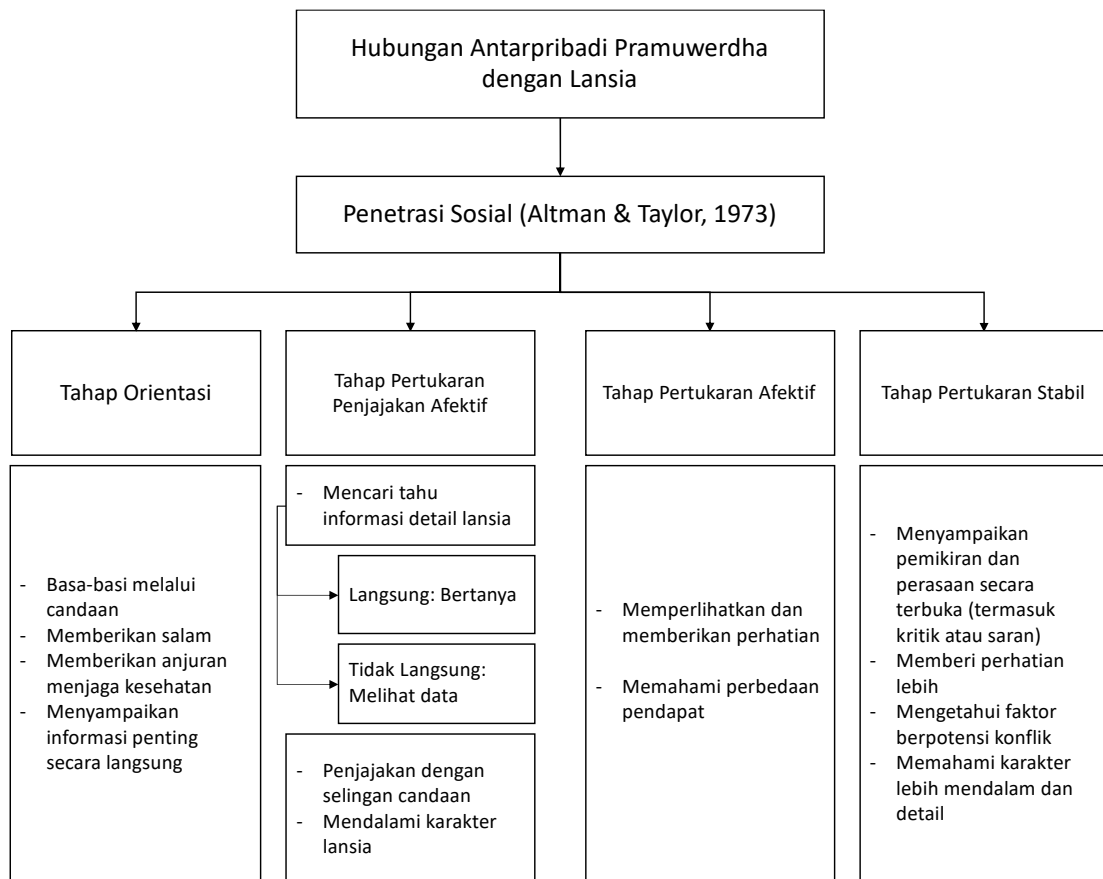 Hubungan Antarpribadi Pramuwerdha
dengan Lansia
Penetrasi Sosial (Altman & Taylor, 1973)
Tahap Orientasi
Tahap Pertukaran
Penjajakan Afektif
Tahap Pertukaran Afektif
Tahap Pertukaran Stabil
- Basa-basi melalui
candaan
- Memberikan salam
- Memberikan anjuran
menjaga kesehatan
- Menyampaikan
informasi penting
secara langsung
- Mencari tahu
informasi detail lansia
Langsung: Bertanya
Tidak Langsung:
Melihat data
- Penjajakan dengan
selingan candaan
- Mendalami karakter
lansia
- Memperlihatkan dan
memberikan perhatian
- Memahami perbedaan
pendapat
- Menyampaikan
pemikiran dan
perasaan secara
terbuka (termasuk
kritik atau saran)
- Memberi perhatian
lebih
- Mengetahui faktor
berpotensi konflik
- Memahami karakter
lebih mendalam dan
detail